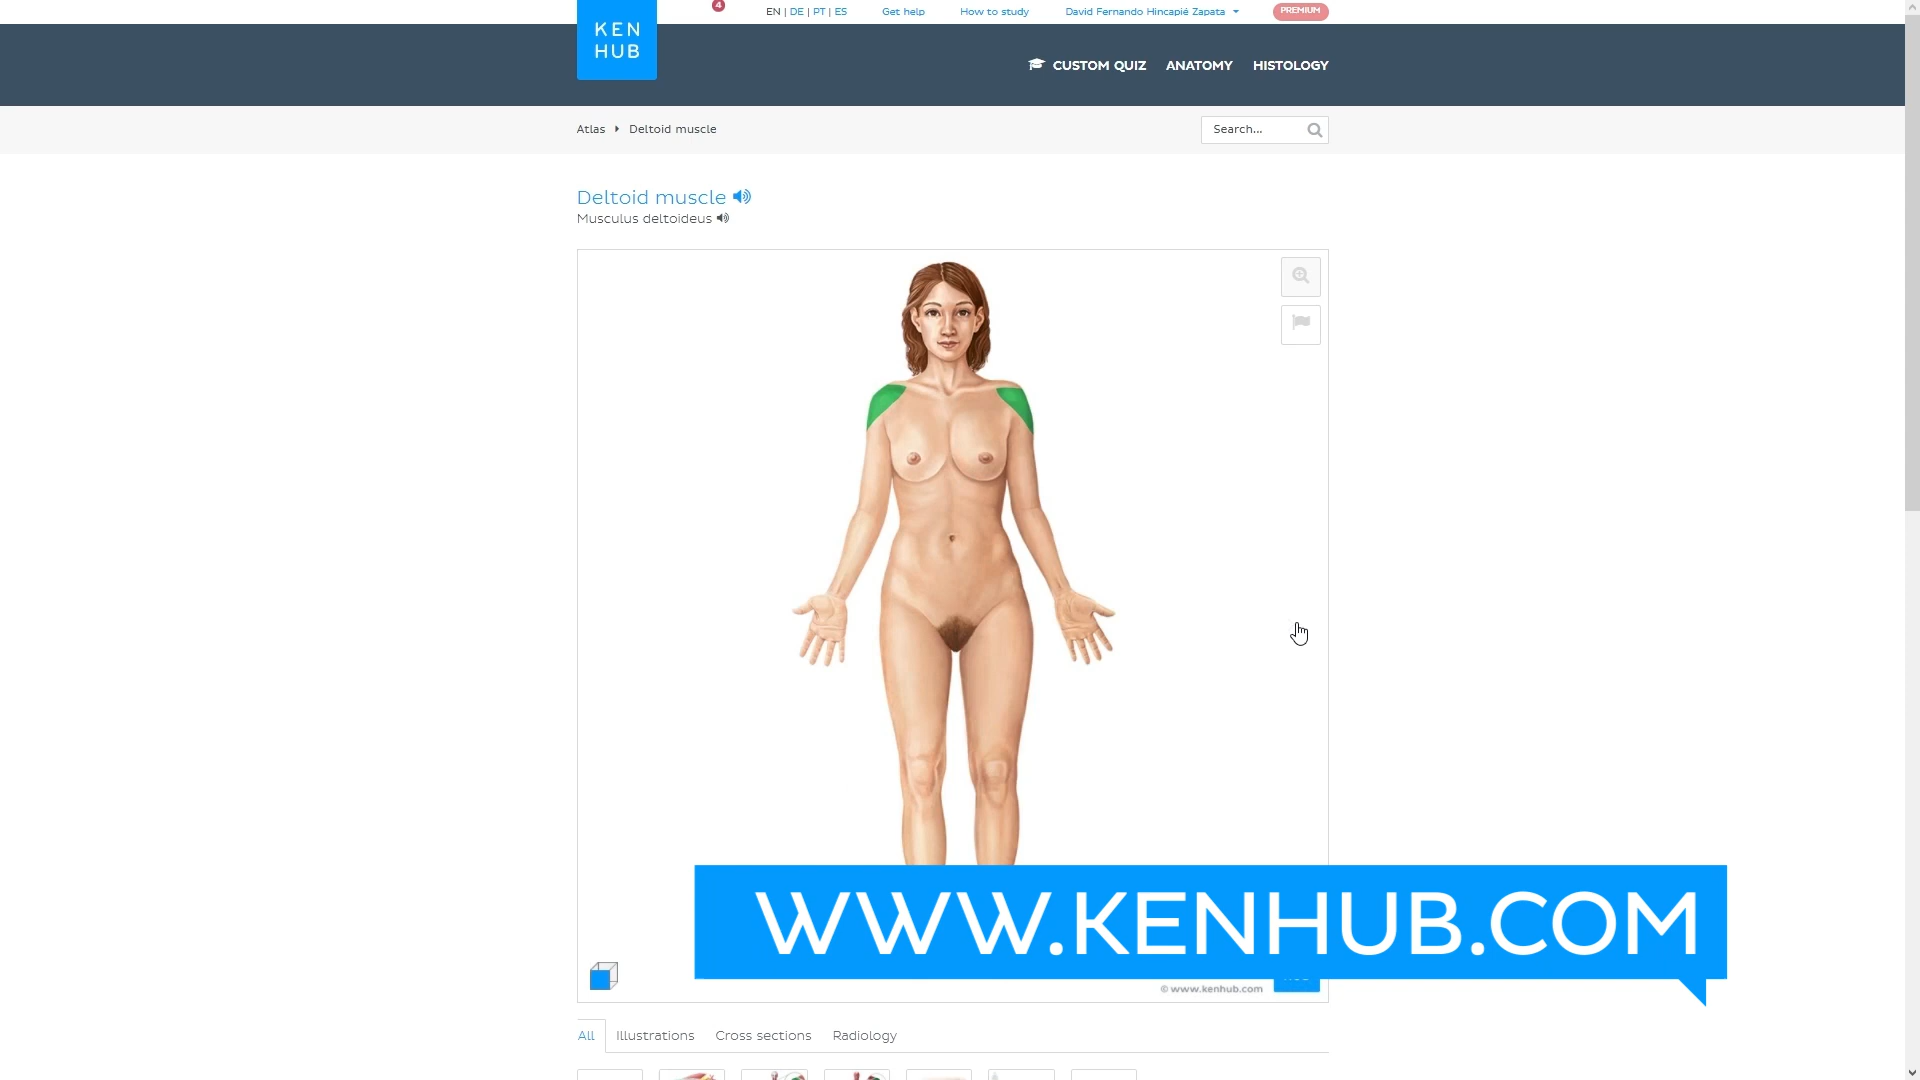 4
EN | DE | PT | ES
Get help
How to study
David Fernando Hincapié Zapata
PREMIUM
KEN
HUB
CUSTOM QUIZ
ANATOMY
HISTOLOGY
Atlas
Deltoid muscle
Search...
Deltoid muscle
Musculus deltoideus
WWW.KENHUB.COM
© www.kenhub.com
All
Illustrations
Cross sections
Radiology